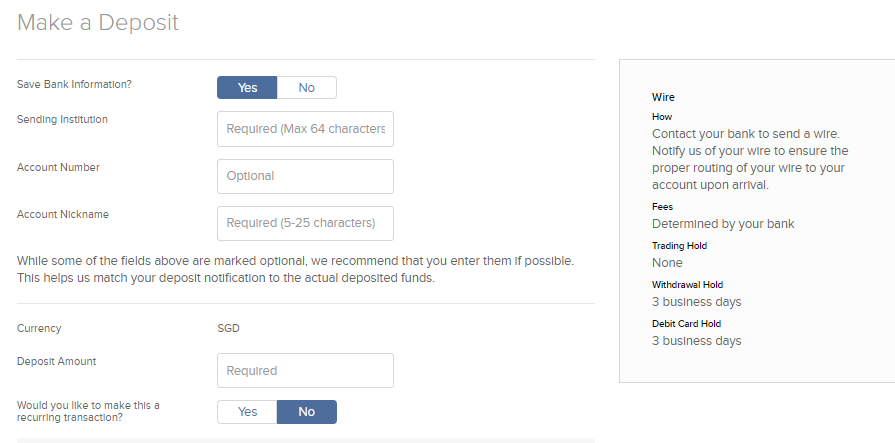 Make a Deposit
Save Bank Information?
Yes
No
Sending Institution
Required (Max 64 characters
Account Number
Optional
Account Nickname
Required (5-25 characters)
While some of the fields above are marked optional, we recommend that you enter them if possible.
This helps us match your deposit notification to the actual deposited funds.
Currency
SGD
Deposit Amount
Required
Would you like to make this a
recurring transaction?
Yes
No
Wire
How
Contact your bank to send a wire.
Notify us of your wire to ensure the
proper routing of your wire to your
account upon arrival.
Fees
Determined by your bank
Trading Hold
None
Withdrawal Hold
3 business days
Debit Card Hold
3 business days